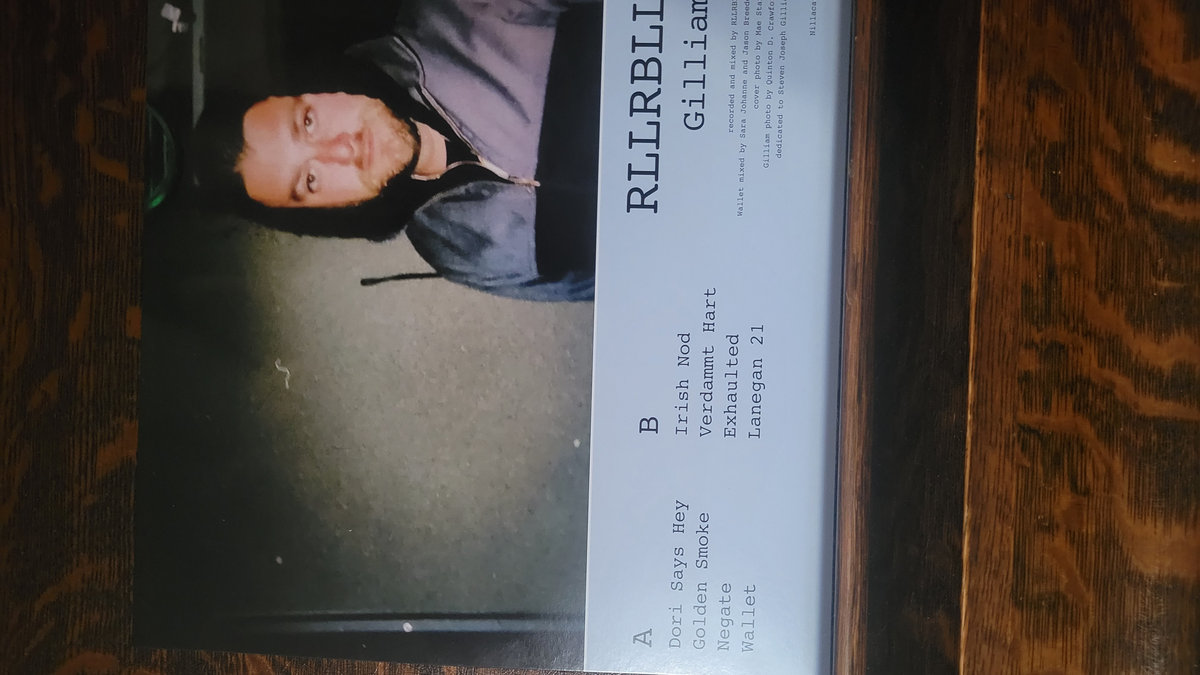 RLLRBLL
Gilliam
recorded and mixed by RLLRB
Wallet mixed by Sara Johanne and Jason Breed
cover photo by Mae Sta
Gilliam photo by Quinton D. Crawfo
dedicated to Steven Joseph Gilli
Nillaca
A
Dori Says Hey
Golden Smoke
Negate
Wallet
B
Irish Nod
Verdammt Hart
Exhaulted
Lanegan 21